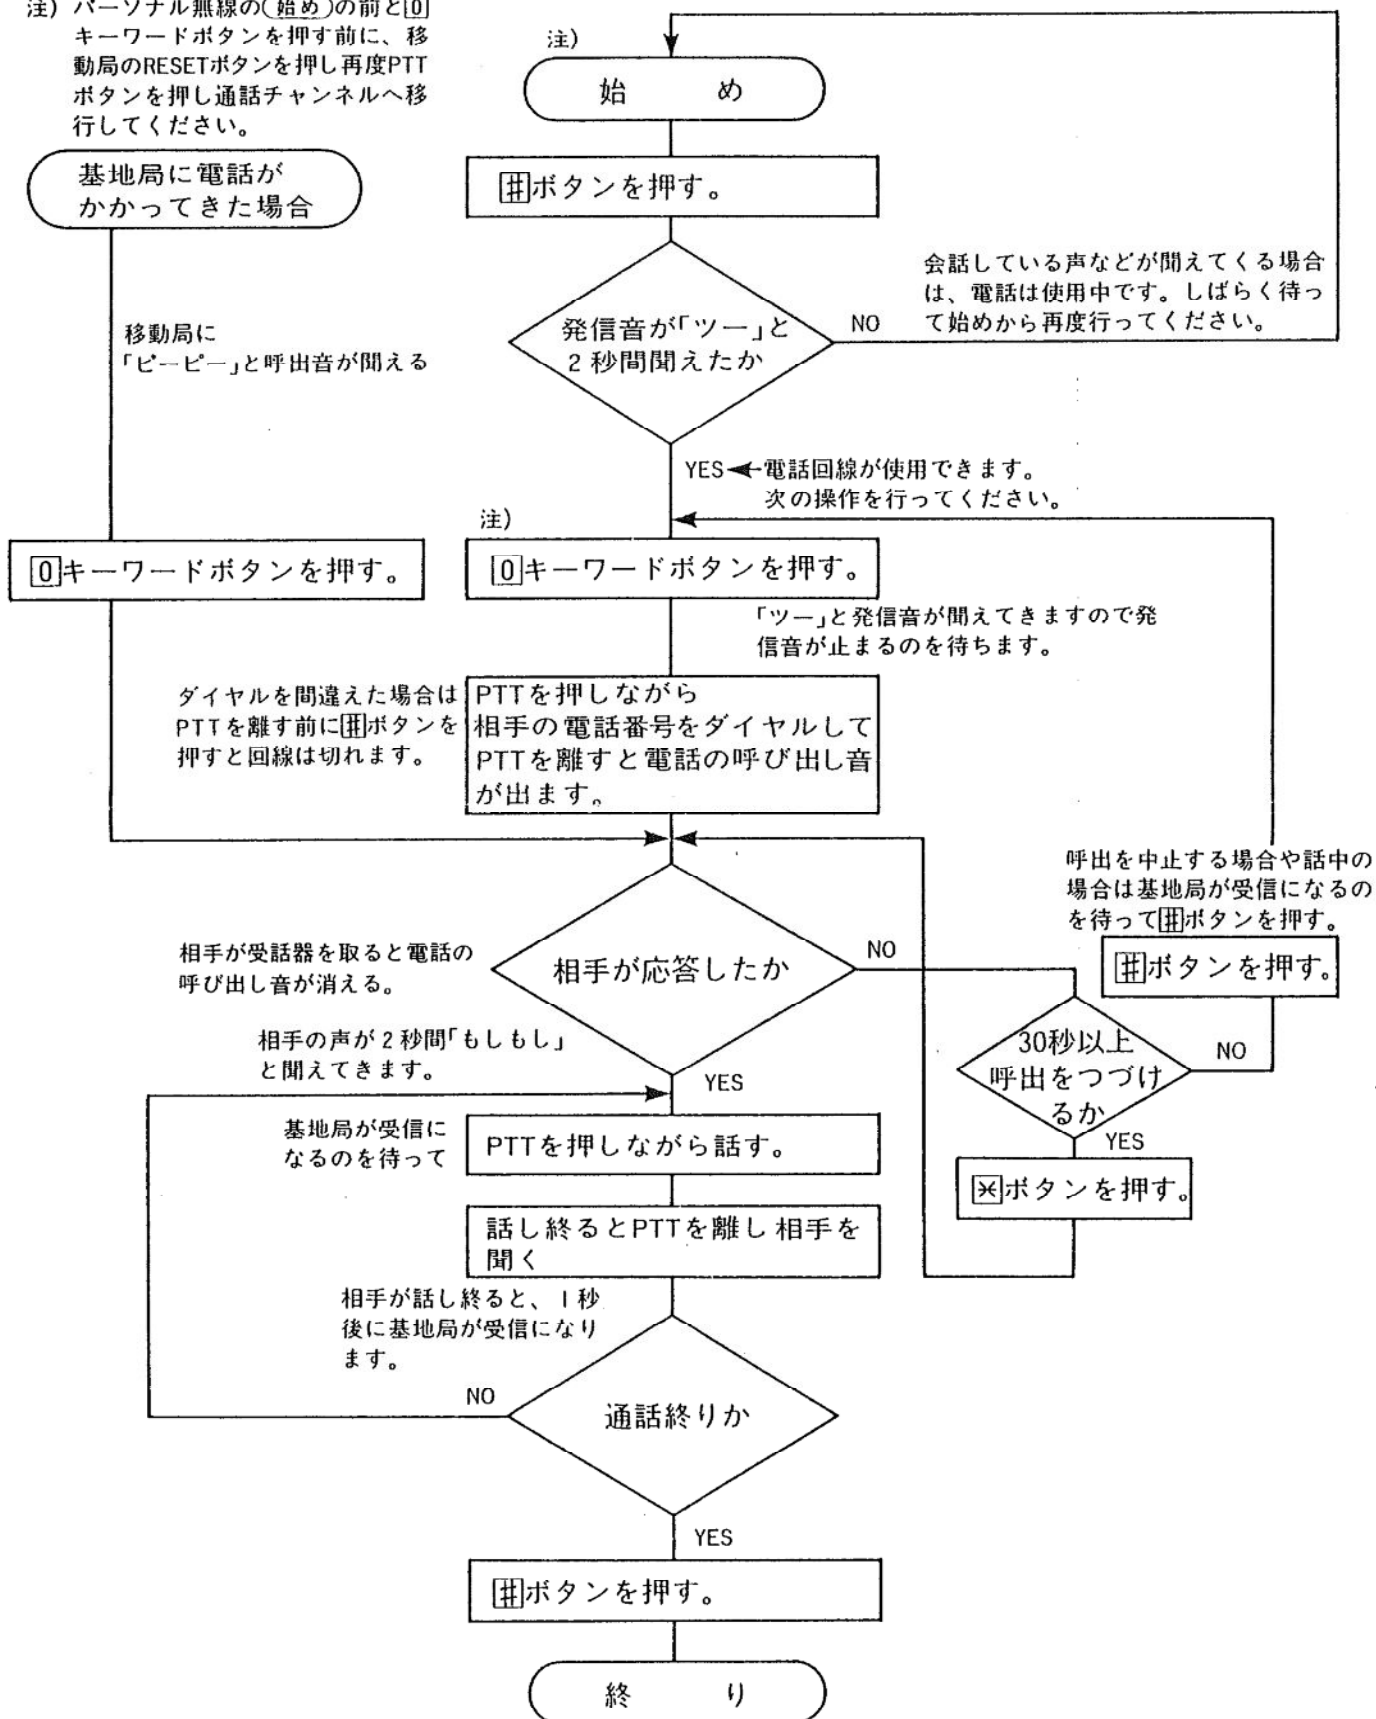 注) パーソナル無線の(始め)の前と[0]
キーワードボタンを押す前に、移
動局のRESETボタンを押し再度PTT
ボタンを押し通話チャンネルへ移
行してください。
基地局に電話が
かかってきた場合
移動局に
「ピーピー」と呼出音が聞える
[0]キーワードボタンを押す。
注)
始 め
[#]ボタンを押す。
発信音が「ツー」と
2秒間聞えたか
NO
会話している声などが聞えてくる場合
は、電話は使用中です。しばらく待っ
て始めから再度行ってください。
YES
電話回線が使用できます。
次の操作を行ってください。
注)
[0]キーワードボタンを押す。
「ツー」と発信音が聞えてきますので発
信音が止まるのを待ちます。
ダイヤルを間違えた場合は
PTTを離す前に[#]ボタンを
押すと回線は切れます。
PTTを押しながら
相手の電話番号をダイヤルして
PTTを離すと電話の呼び出し音
が出ます。
相手が受話器を取ると電話の
呼び出し音が消える。
相手が応答したか
NO
呼出を中止する場合や話中の
場合は基地局が受信になるの
を待って[#]ボタンを押す。
[#]ボタンを押す。
30秒以上
呼出をつづけ
るか
NO
YES
[*]ボタンを押す。
相手の声が2秒間「もしもし」
と聞えてきます。
YES
基地局が受信に
なるのを待って
PTTを押しながら話す。
話し終るとPTTを離し相手を
聞く
相手が話し終ると、1秒
後に基地局が受信になり
ます。
NO
通話終りか
YES
[#]ボタンを押す。
終 り